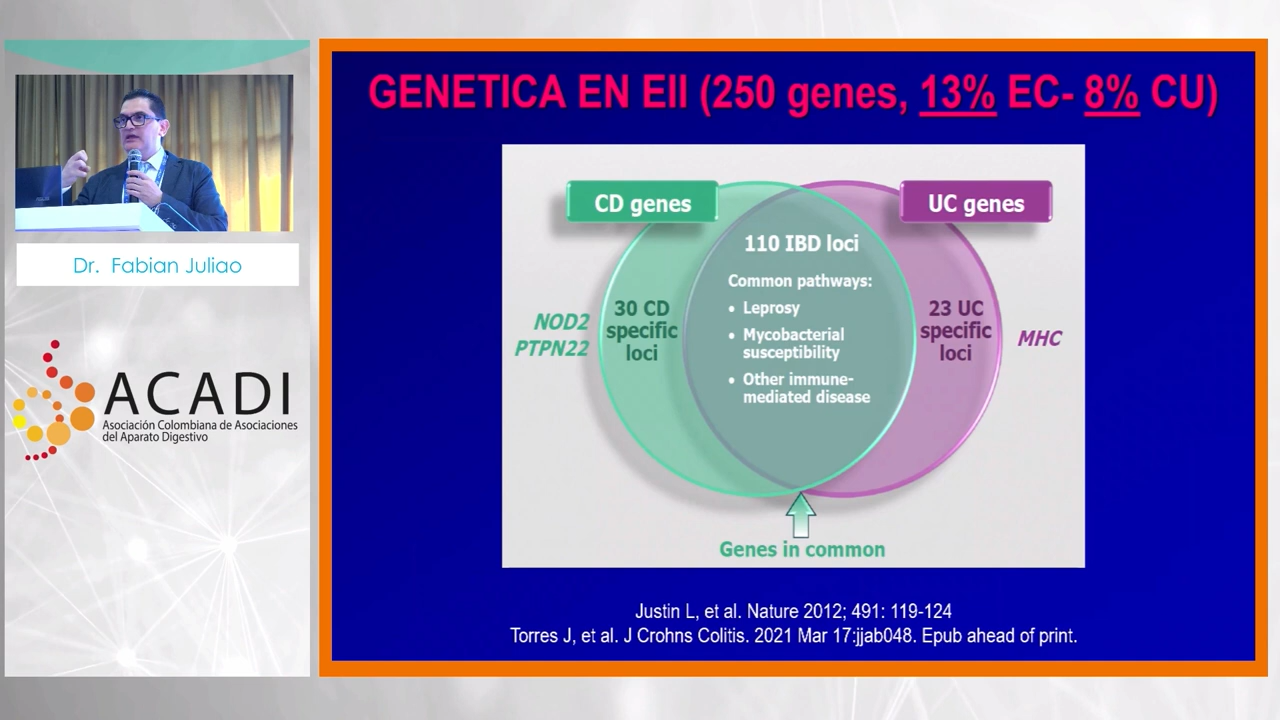 Dr. Fabian Juliao
ACADI
Asociación Colombiana de Asociaciones
del Aparato Digestivo
GENETICA EN EII (250 genes, 13% EC- 8% CU)
CD genes
UC genes
110 IBD loci
Common pathways:
• Leprosy
• Mycobacterial
susceptibility
• Other immune-
mediated disease
NOD2
PTPN22
30 CD
specific
loci
23 UC
specific
loci
MHC
Genes in common
Justin L, et al. Nature 2012; 491: 119-124
Torres J, et al. J Crohns Colitis. 2021 Mar 17:jjab048. Epub ahead of print.